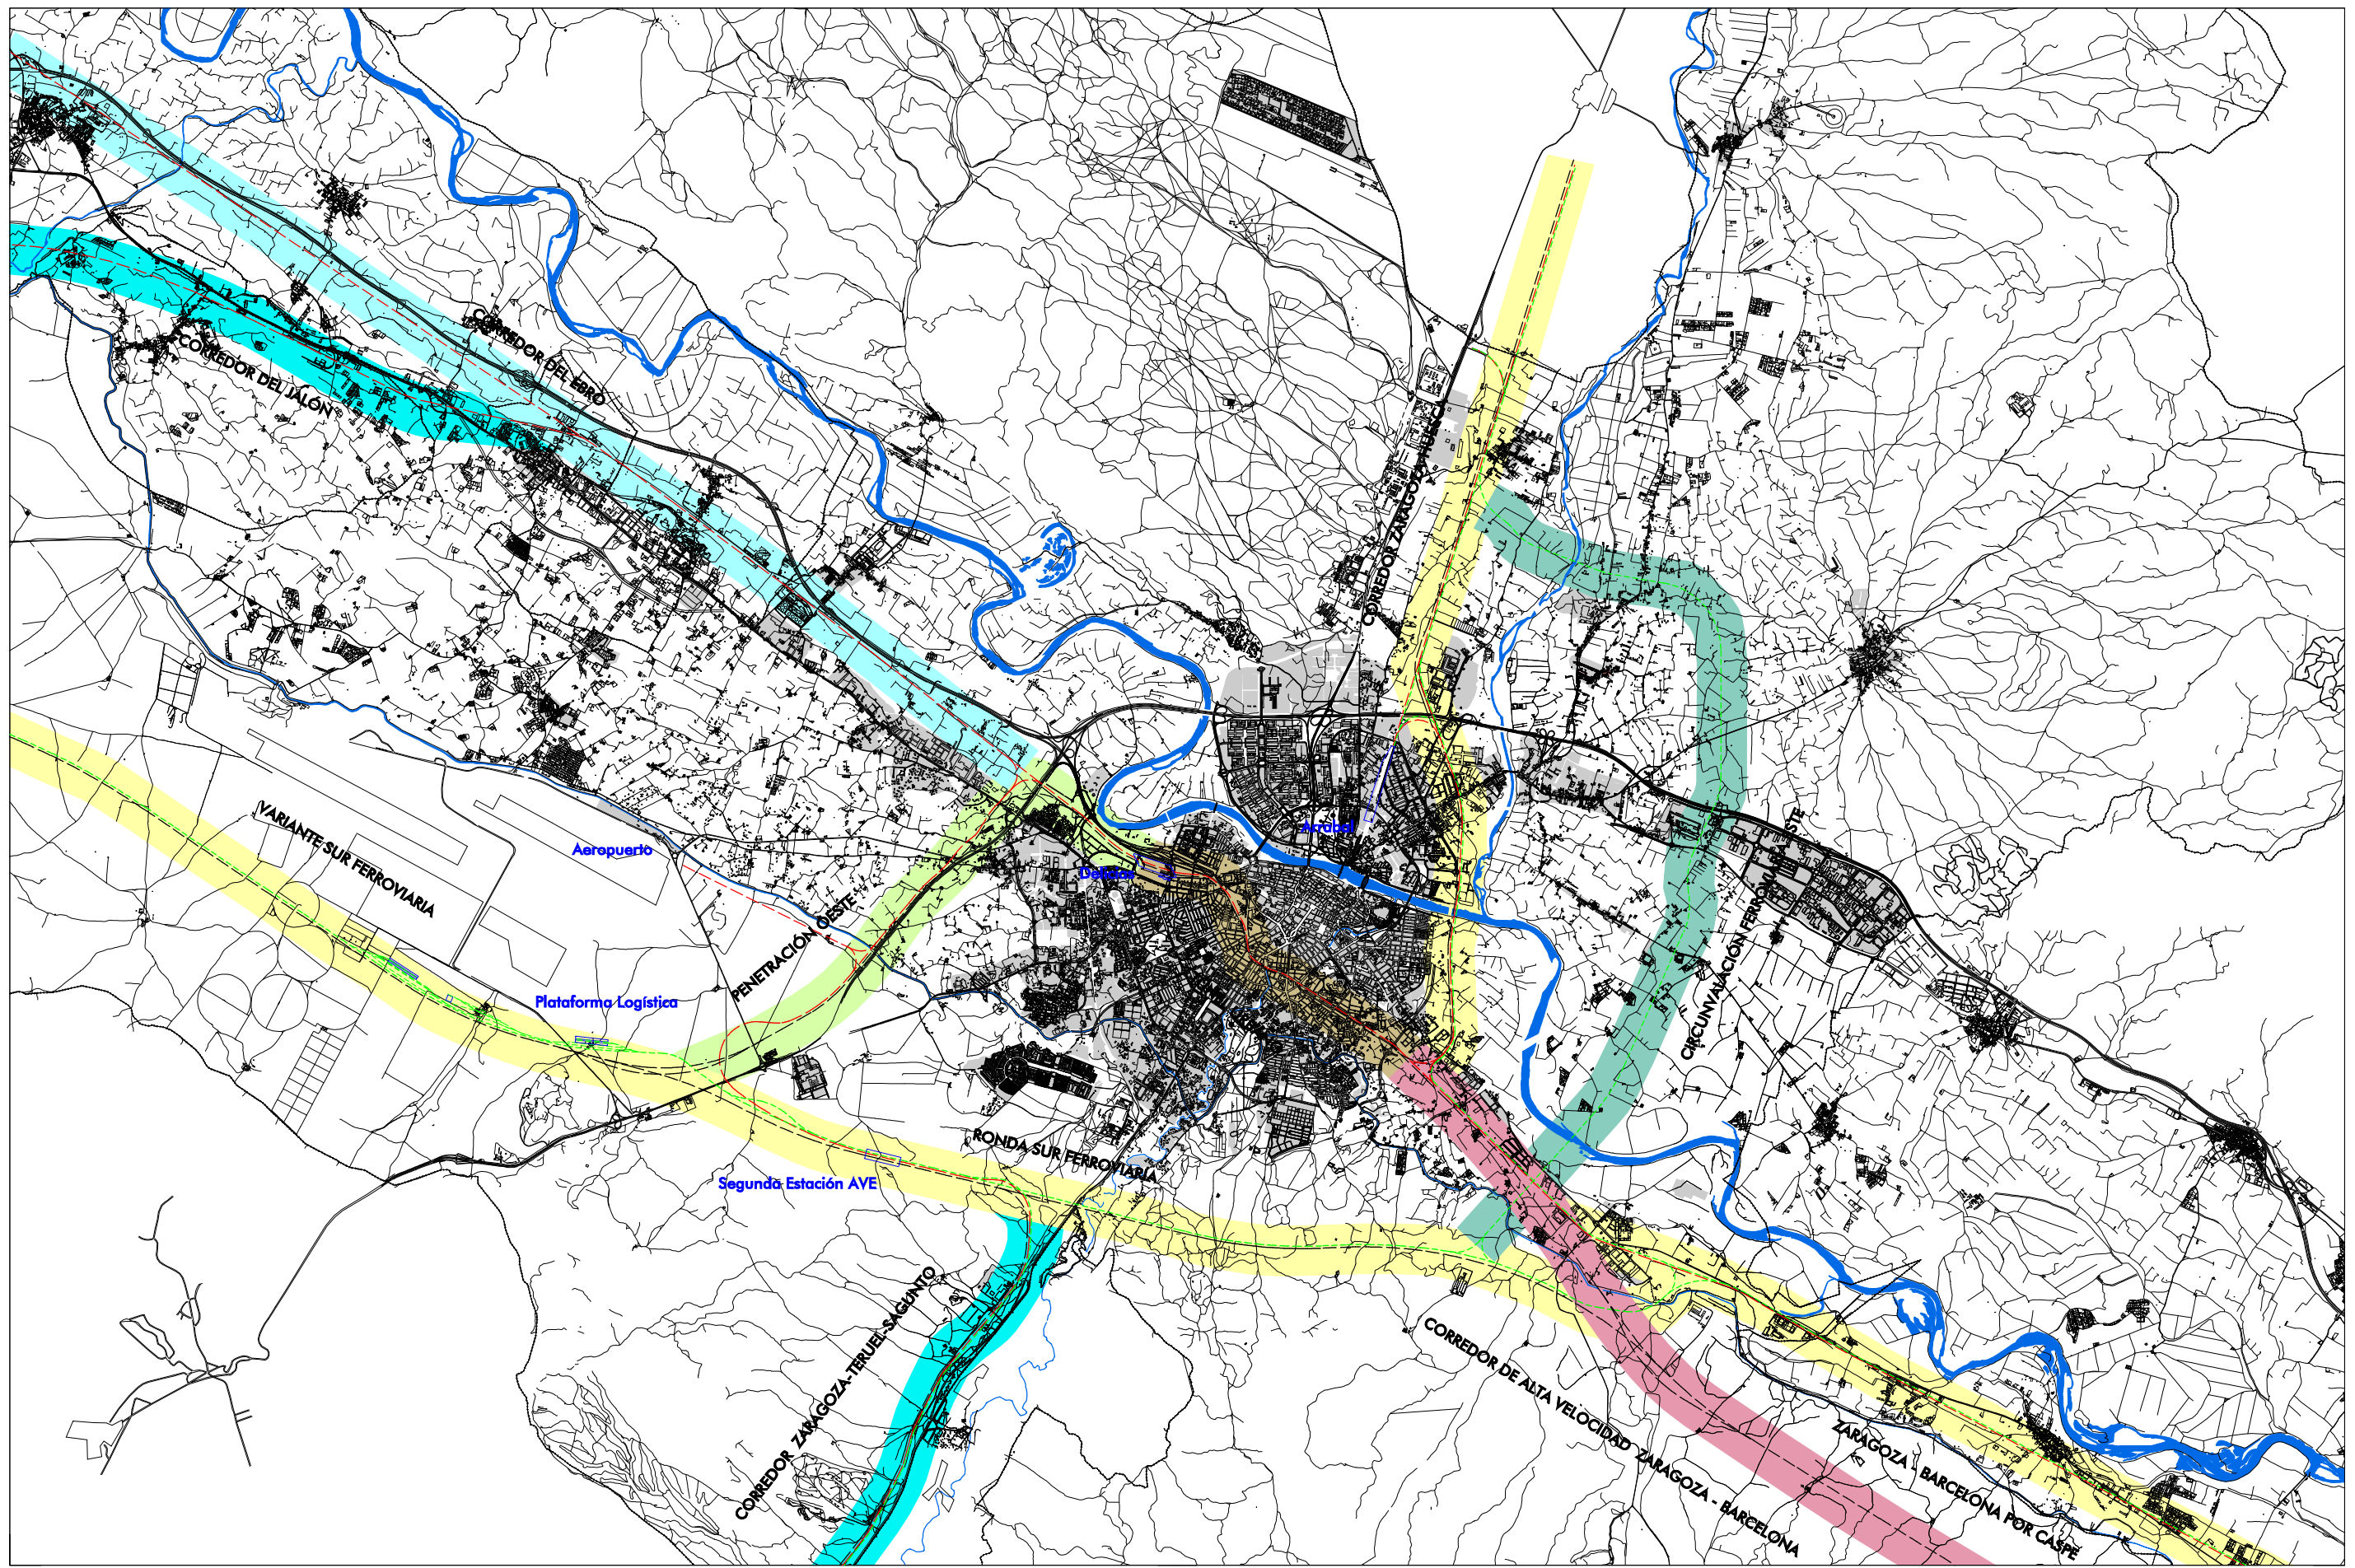 CORREDOR DEL EBRO
CORREDOR DEL JALÓN
CORREDOR ZARAGOZA - HUESCA
VARIANTE SUR FERROVIARIA
Aeropuerto
Arrabal
Delicias
PENETRACIÓN OESTE
Plataforma Logística
CIRCUNVALACIÓN FERROVIARIA ESTE
RONDA SUR FERROVIARIA
Segunda Estación AVE
CORREDOR ZARAGOZA-TERUEL-SAGUNTO
CORREDOR DE ALTA VELOCIDAD ZARAGOZA - BARCELONA
ZARAGOZA - BARCELONA POR CASPE